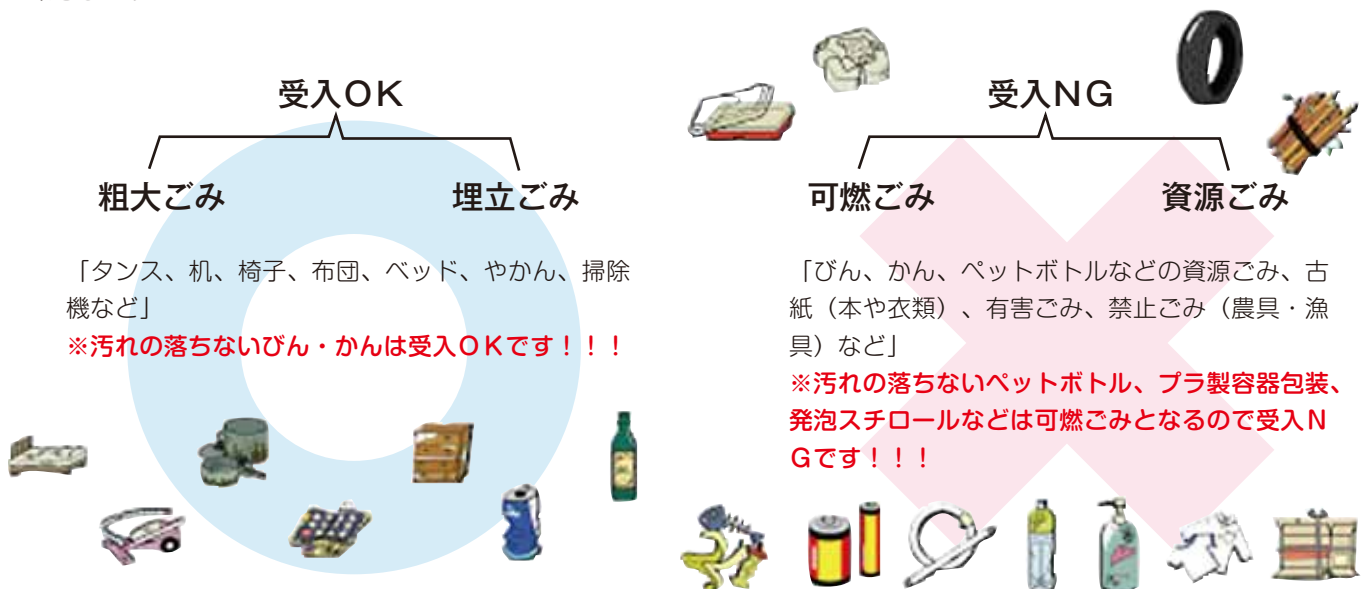 受入OK
粗大ごみ
埋立ごみ
「タンス、机、椅子、布団、ベッド、やかん、掃除
機など」
※汚れの落ちないびん・かんは受入OKです！！！
受入NG
可燃ごみ
資源ごみ
「びん、かん、ペットボトルなどの資源ごみ、古
紙（本や衣類）、有害ごみ、禁止ごみ（農具・漁
具）など」
※汚れの落ちないペットボトル、プラ製容器包装、
発泡スチロールなどは可燃ごみとなるので受入N
Gです！！！